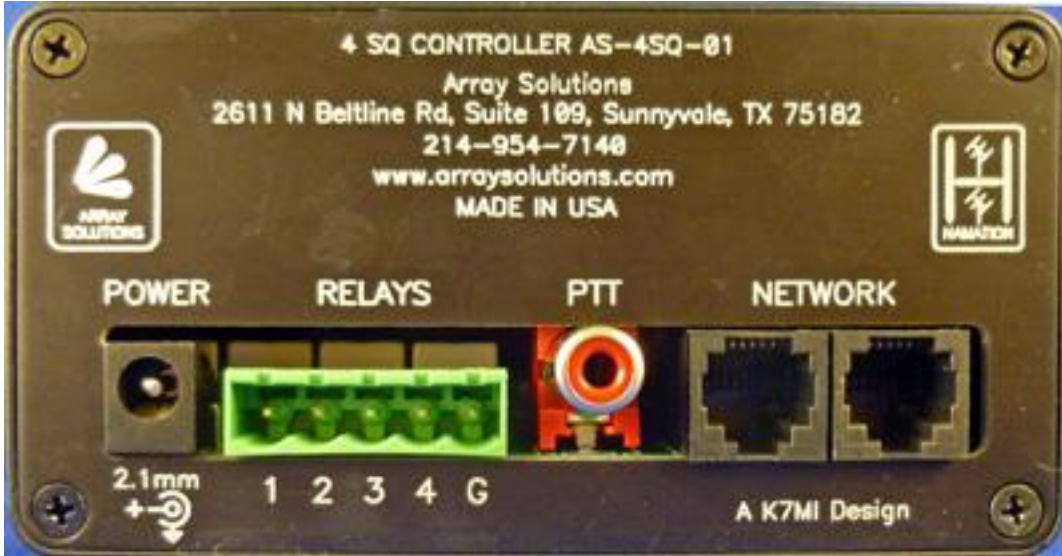 4 SQ CONTROLLER AS-4SQ-01
Array Solutions
2611 N Beltline Rd, Suite 109, Sunnyvale, TX 75182
214-954-7140
www.arraysolutions.com
MADE IN USA
ARRAY
SOLUTIONS
HAMATION
POWER RELAYS PTT NETWORK
2.1mm
1 2 3 4 G
+
A K7MI Design